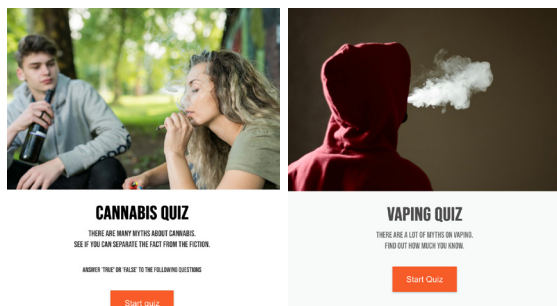 CANNABIS QUIZ
THERE ARE MANY MYTHS ABOUT CANNABIS.
SEE IF YOU CAN SEPARATE THE FACT FROM THE FICTION.
ANSWER 'TRUE' OR 'FALSE' TO THE FOLLOWING QUESTIONS
Start quiz
VAPING QUIZ
THERE ARE A LOT OF MYTHS ON VAPING.
FIND OUT HOW MUCH YOU KNOW.
Start Quiz